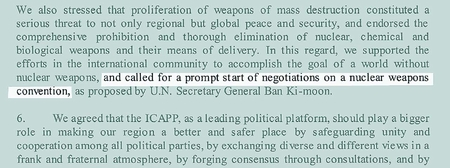 We also stressed that proliferation of weapons of mass destruction constituted a
serious threat to not only regional but global peace and security, and endorsed the
comprehensive prohibition and thorough elimination of nuclear, chemical and
biological weapons and their means of delivery. In this regard, we supported the
efforts in the international community to accomplish the goal of a world without
nuclear weapons, and called for a prompt start of negotiations on a nuclear weapons
convention, as proposed by U.N. Secretary General Ban Ki-moon.
6. We agreed that the ICAPP, as a leading political platform, should play a bigger
role in making our region a better and safer place by safeguarding unity and
cooperation among all political parties, by exchanging diverse and different views in a
frank and fraternal atmosphere, by forging consensus through consultations, and by